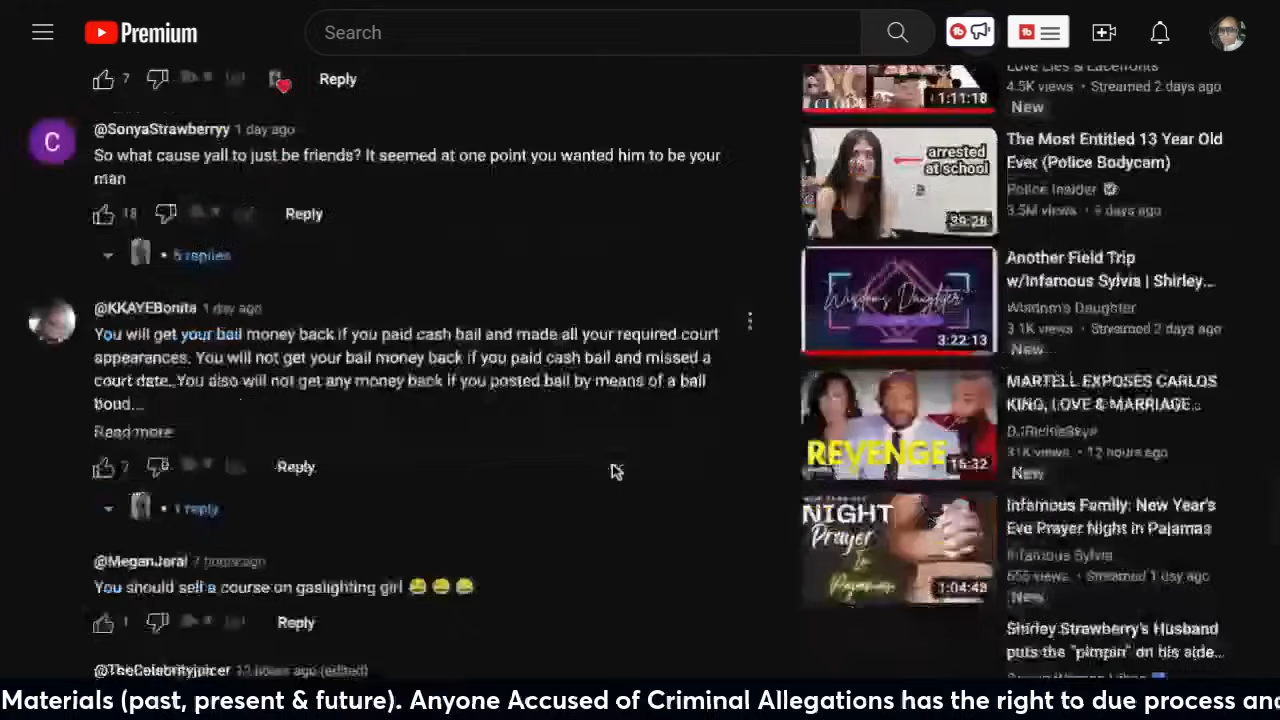 Premium
Search
7
Reply
C
@SonyaStrawberryy 1 day ago
So what cause yall to just be friends? It seemed at one point you wanted him to be your
man
18
Reply
• 5 replies
@KKAYEBonita 1 day ago
You will get your bail money back if you paid cash bail and made all your required court
appearances. You will not get your bail money back if you paid cash bail and missed a
court date. You also will not get any money back if you posted bail by means of a bail
bond...
Read more
7
Reply
• 1 reply
7 hours ago
You should sell a course on gaslighting girl 😂 😂 😂
1
Reply
hours ago (edited)
Love Lies & Lacefronts
4.5K views • Streamed 2 days ago
New
1:11:18
arrested
at school
39:28
The Most Entitled 13 Year Old
Ever (Police Bodycam)
Police Insider
3.5M views • days ago
Wisdom's Daughter
3:22:13
Another Field Trip
w/Infamous Sylvia | Shirley...
Wisdom's Daughter
3.1K views • Streamed 2 days ago
New
REVENGE
15:32
MARTELL EXPOSES CARLOS
KING, LOVE & MARRIAGE...
31K views • 12 hours ago
New
NIGHT
Prayer
In
Pajamas
1:04:43
Infamous Family: New Year's
Eve Prayer Night in Pajamas
Infamous Sylvia
views • Streamed 1 day ago
New
Shirley Strawberry's Husband
puts the "pimpin" on his side...
Materials (past, present & future). Anyone Accused of Criminal Allegations has the right to due process and